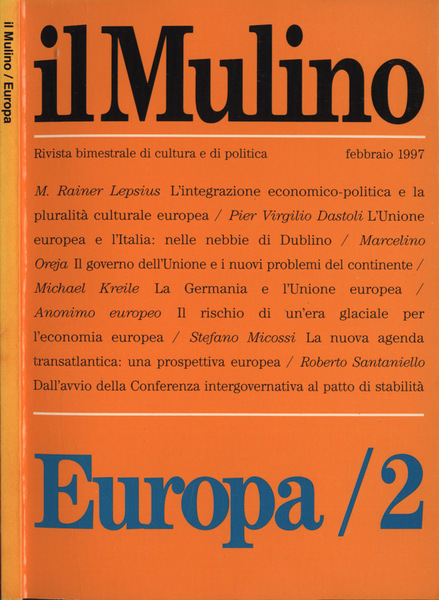 il Mulino / Europa
il Mulino
Rivista bimestrale di cultura e di politica febbraio 1997
M. Rainer Lepsius L'integrazione economico-politica e la
pluralità culturale europea / Pier Virgilio Dastoli L'Unione
europea e l'Italia: nelle nebbie di Dublino / Marcelino
Oreja Il governo dell'Unione e i nuovi problemi del continente /
Michael Kreile La Germania e l'Unione europea /
Anonimo europeo Il rischio di un'era glaciale per
l'economia europea / Stefano Micossi La nuova agenda
transatlantica: una prospettiva europea / Roberto Santaniello
Dall'avvio della Conferenza intergovernativa al patto di stabilità
Europa/2